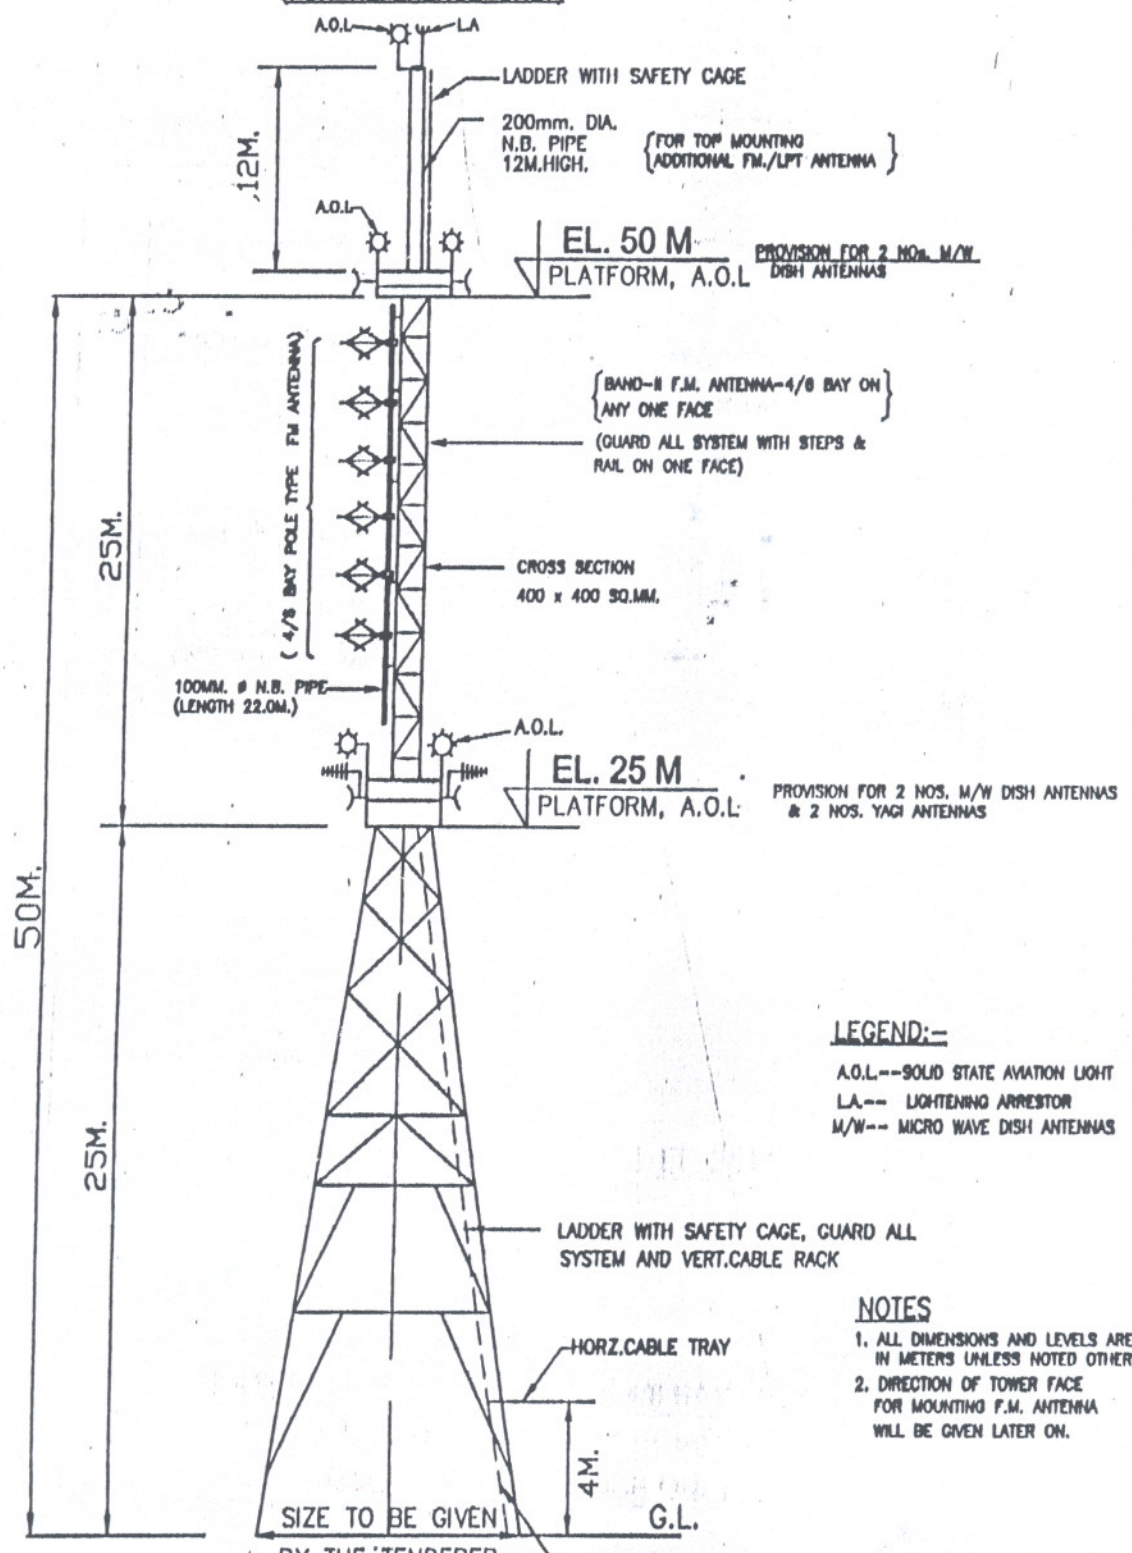 A.O.L
L.A
LADDER WITH SAFETY CAGE
200mm. DIA.
N.B. PIPE
12M.HIGH.
(FOR TOP MOUNTING
ADDITIONAL FM./LPT ANTENNA)
12M.
A.O.L
EL. 50 M
PLATFORM, A.O.L
PROVISION FOR 2 NOs. M/W
DISH ANTENNAS
( 4/6 BAY POLE TYPE FM ANTENNA)
BAND-II F.M. ANTENNA-4/6 BAY ON
ANY ONE FACE
(GUARD ALL SYSTEM WITH STEPS &
RAIL ON ONE FACE)
25M.
CROSS SECTION
400 x 400 SQ.MM.
100MM. ø N.B. PIPE
(LENGTH 22.0M.)
A.O.L.
EL. 25 M
PLATFORM, A.O.L
PROVISION FOR 2 NOS. M/W DISH ANTENNAS
& 2 NOS. YAGI ANTENNAS
50M.
25M.
LEGEND:-
A.O.L--SOLID STATE AVIATION LIGHT
L.A-- LIGHTENING ARRESTOR
M/W-- MICRO WAVE DISH ANTENNAS
LADDER WITH SAFETY CAGE, GUARD ALL
SYSTEM AND VERT.CABLE RACK
HORZ.CABLE TRAY
NOTES
1. ALL DIMENSIONS AND LEVELS ARE
IN METERS UNLESS NOTED OTHER
2. DIRECTION OF TOWER FACE
FOR MOUNTING F.M. ANTENNA
WILL BE GIVEN LATER ON.
4M.
SIZE TO BE GIVEN
G.L.
BY THE TENDERER